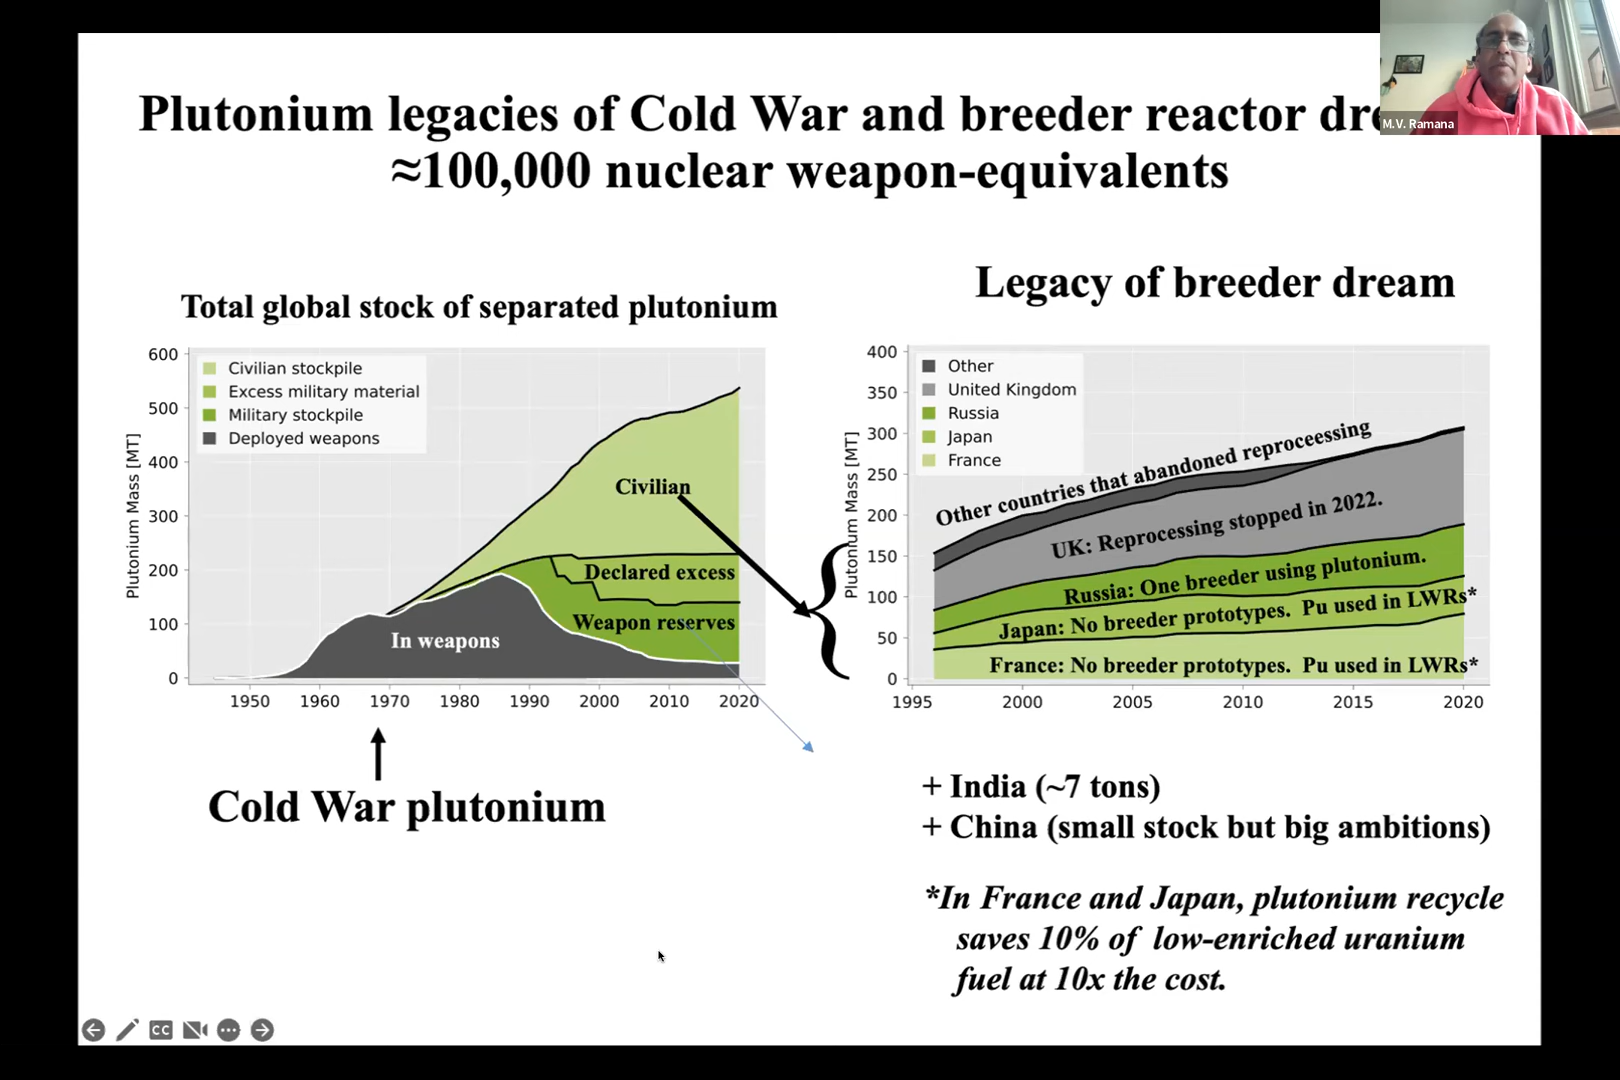 Plutonium legacies of Cold War and breeder reactor
≈100,000 nuclear weapon-equivalents
M.V. Ramana
Total global stock of separated plutonium
Plutonium Mass [MT]
600
500
400
300
200
100
0
Civilian stockpile
Excess military material
Military stockpile
Deployed weapons
Civilian
Declared excess
Weapon reserves
In weapons
1950 1960 1970 1980 1990 2000 2010 2020
Cold War plutonium
Legacy of breeder dream
Plutonium Mass [MT]
400
350
300
250
200
150
100
50
0
Other
United Kingdom
Russia
Japan
France
Other countries that abandoned reproceessing
UK: Reprocessing stopped in 2022.
Russia: One breeder using plutonium.
Japan: No breeder prototypes. Pu used in LWRs*
France: No breeder prototypes. Pu used in LWRs*
1995 2000 2005 2010 2015 2020
+ India (~7 tons)
+ China (small stock but big ambitions)
*In France and Japan, plutonium recycle
saves 10% of low-enriched uranium
fuel at 10x the cost.
CC